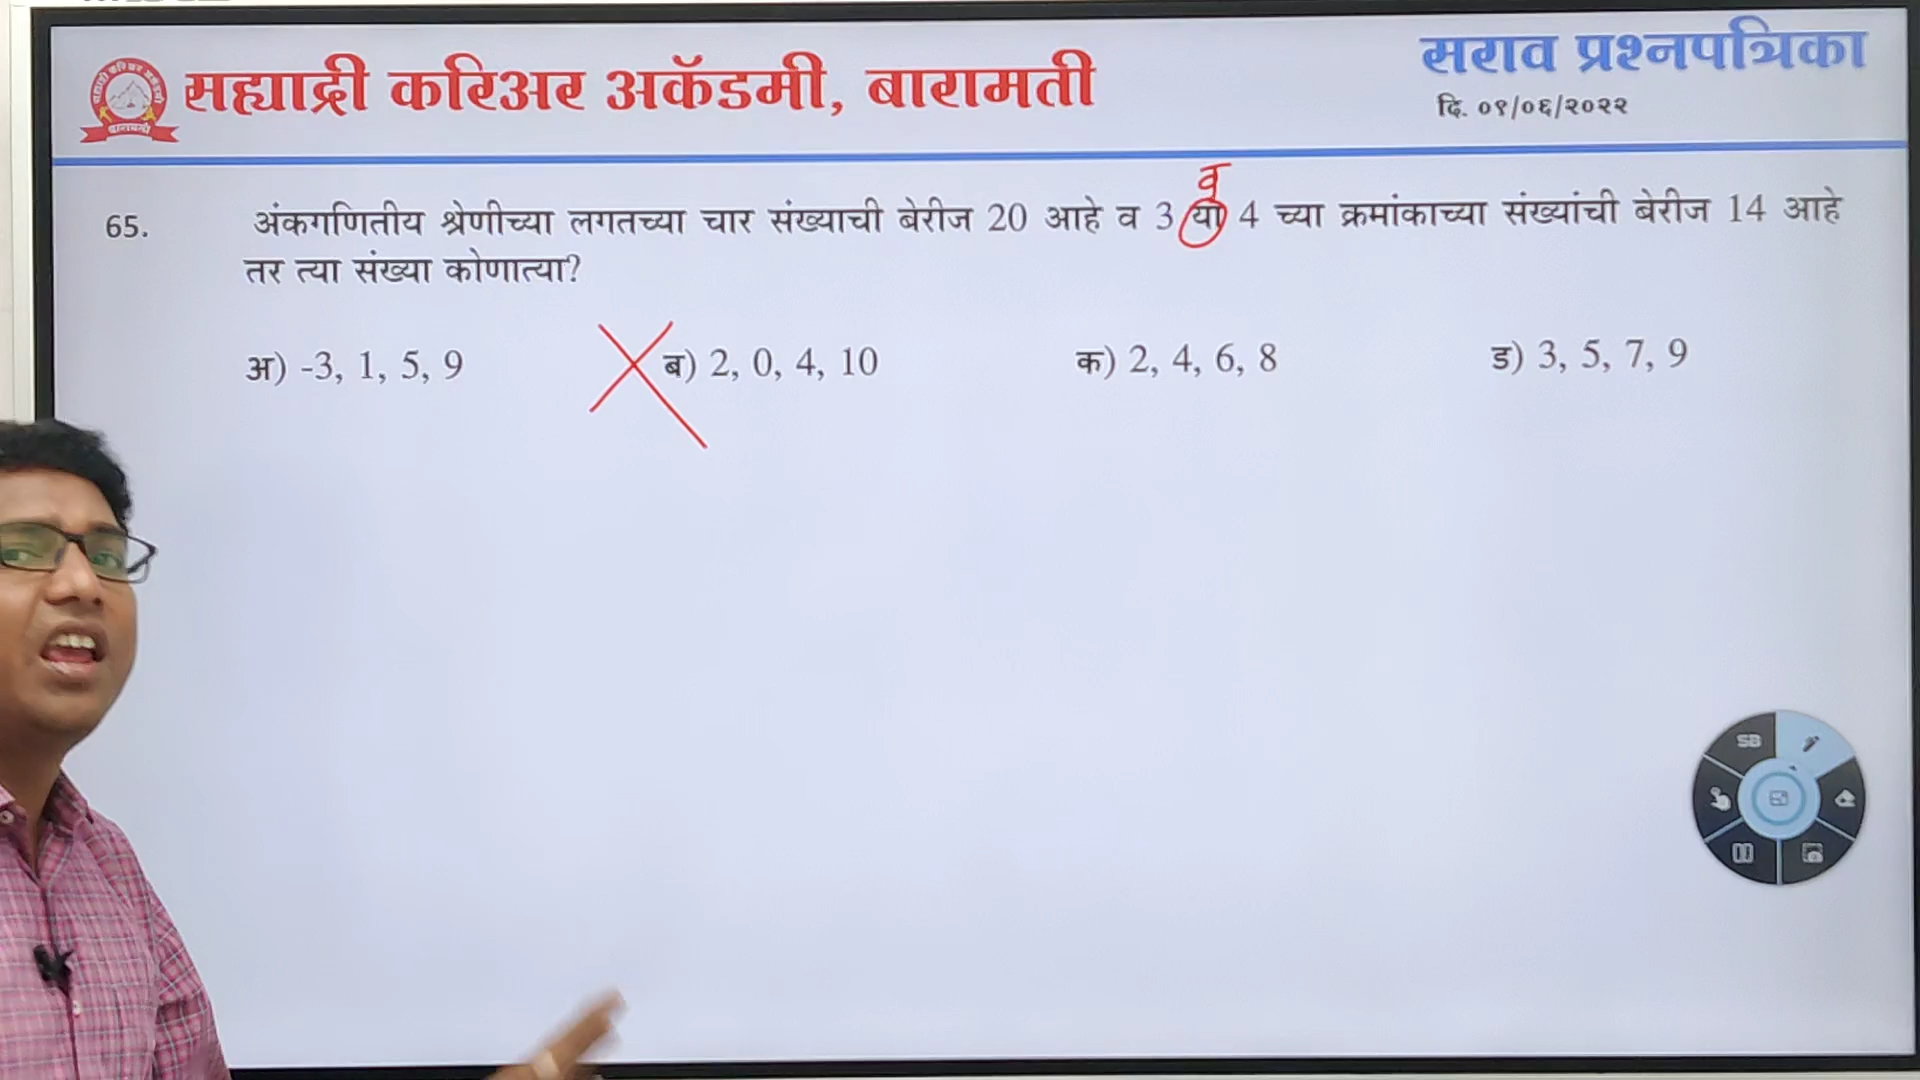 सह्याद्री करिअर अकॅडमी, बारामती
सराव प्रश्नपत्रिका
दि. ०९/०६/२०२२
व
65. अंकगणितीय श्रेणीच्या लगतच्या चार संख्याची बेरीज 20 आहे व 3 या 4 च्या क्रमांकाच्या संख्यांची बेरीज 14 आहे
तर त्या संख्या कोणात्या?
अ) -3, 1, 5, 9 ब) 2, 0, 4, 10 क) 2, 4, 6, 8 ड) 3, 5, 7, 9
SB